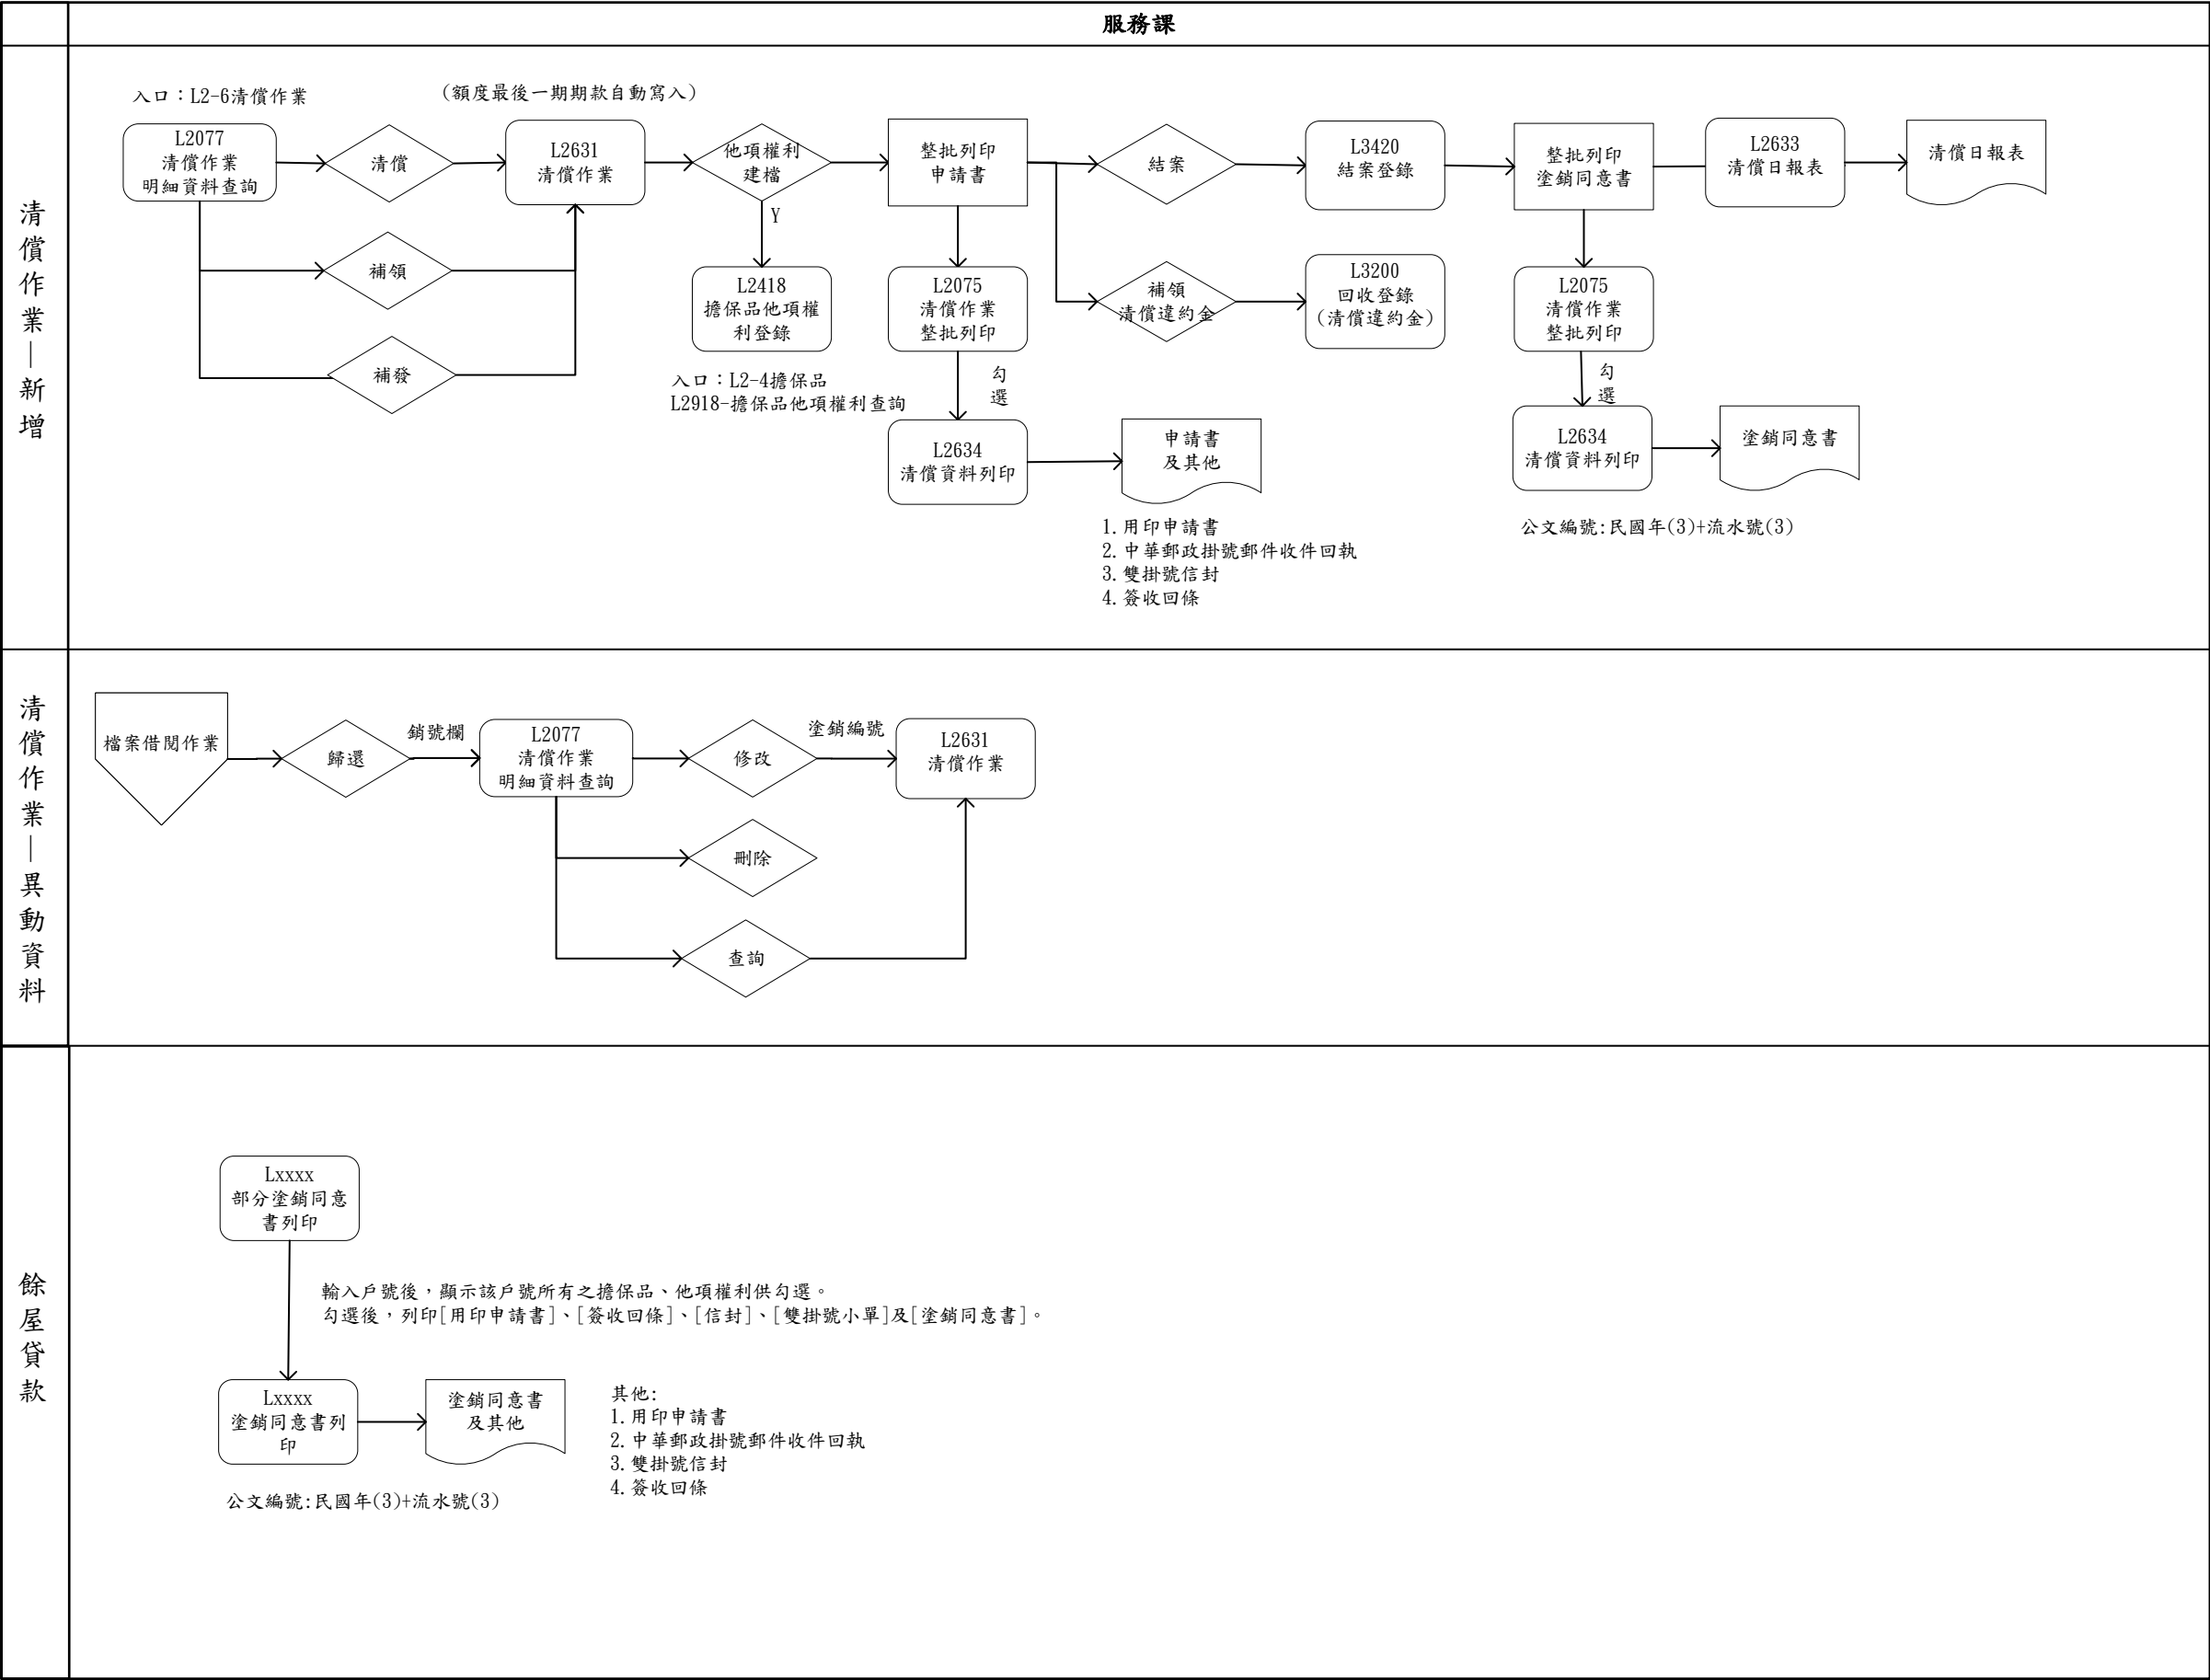 服務課
清償作業—新增
入口：L2-6清償作業
(額度最後一期期款自動寫入)
L2077
清償作業
明細資料查詢
清償
補領
補發
L2631
清償作業
他項權利
建檔
Y
L2418
擔保品他項權
利登錄
入口：L2-4擔保品
L2918-擔保品他項權利查詢
整批列印
申請書
L2075
清償作業
整批列印
勾
選
L2634
清償資料列印
申請書
及其他
1.用印申請書
2.中華郵政掛號郵件收件回執
3.雙掛號信封
4.簽收回條
結案
補領
清償違約金
L3420
結案登錄
L3200
回收登錄
(清償違約金)
整批列印
塗銷同意書
L2075
清償作業
整批列印
勾
選
L2634
清償資料列印
塗銷同意書
公文編號:民國年(3)+流水號(3)
L2633
清償日報表
清償日報表
清償作業—異動資料
檔案借閱作業
歸還
銷號欄
L2077
清償作業
明細資料查詢
修改
刪除
查詢
塗銷編號
L2631
清償作業
餘屋貸款
Lxxxx
部分塗銷同意
書列印
輸入戶號後，顯示該戶號所有之擔保品、他項權利供勾選。
勾選後，列印[用印申請書]、[簽收回條]、[信封]、[雙掛號小單]及[塗銷同意書]。
Lxxxx
塗銷同意書列
印
塗銷同意書
及其他
公文編號:民國年(3)+流水號(3)
其他:
1.用印申請書
2.中華郵政掛號郵件收件回執
3.雙掛號信封
4.簽收回條